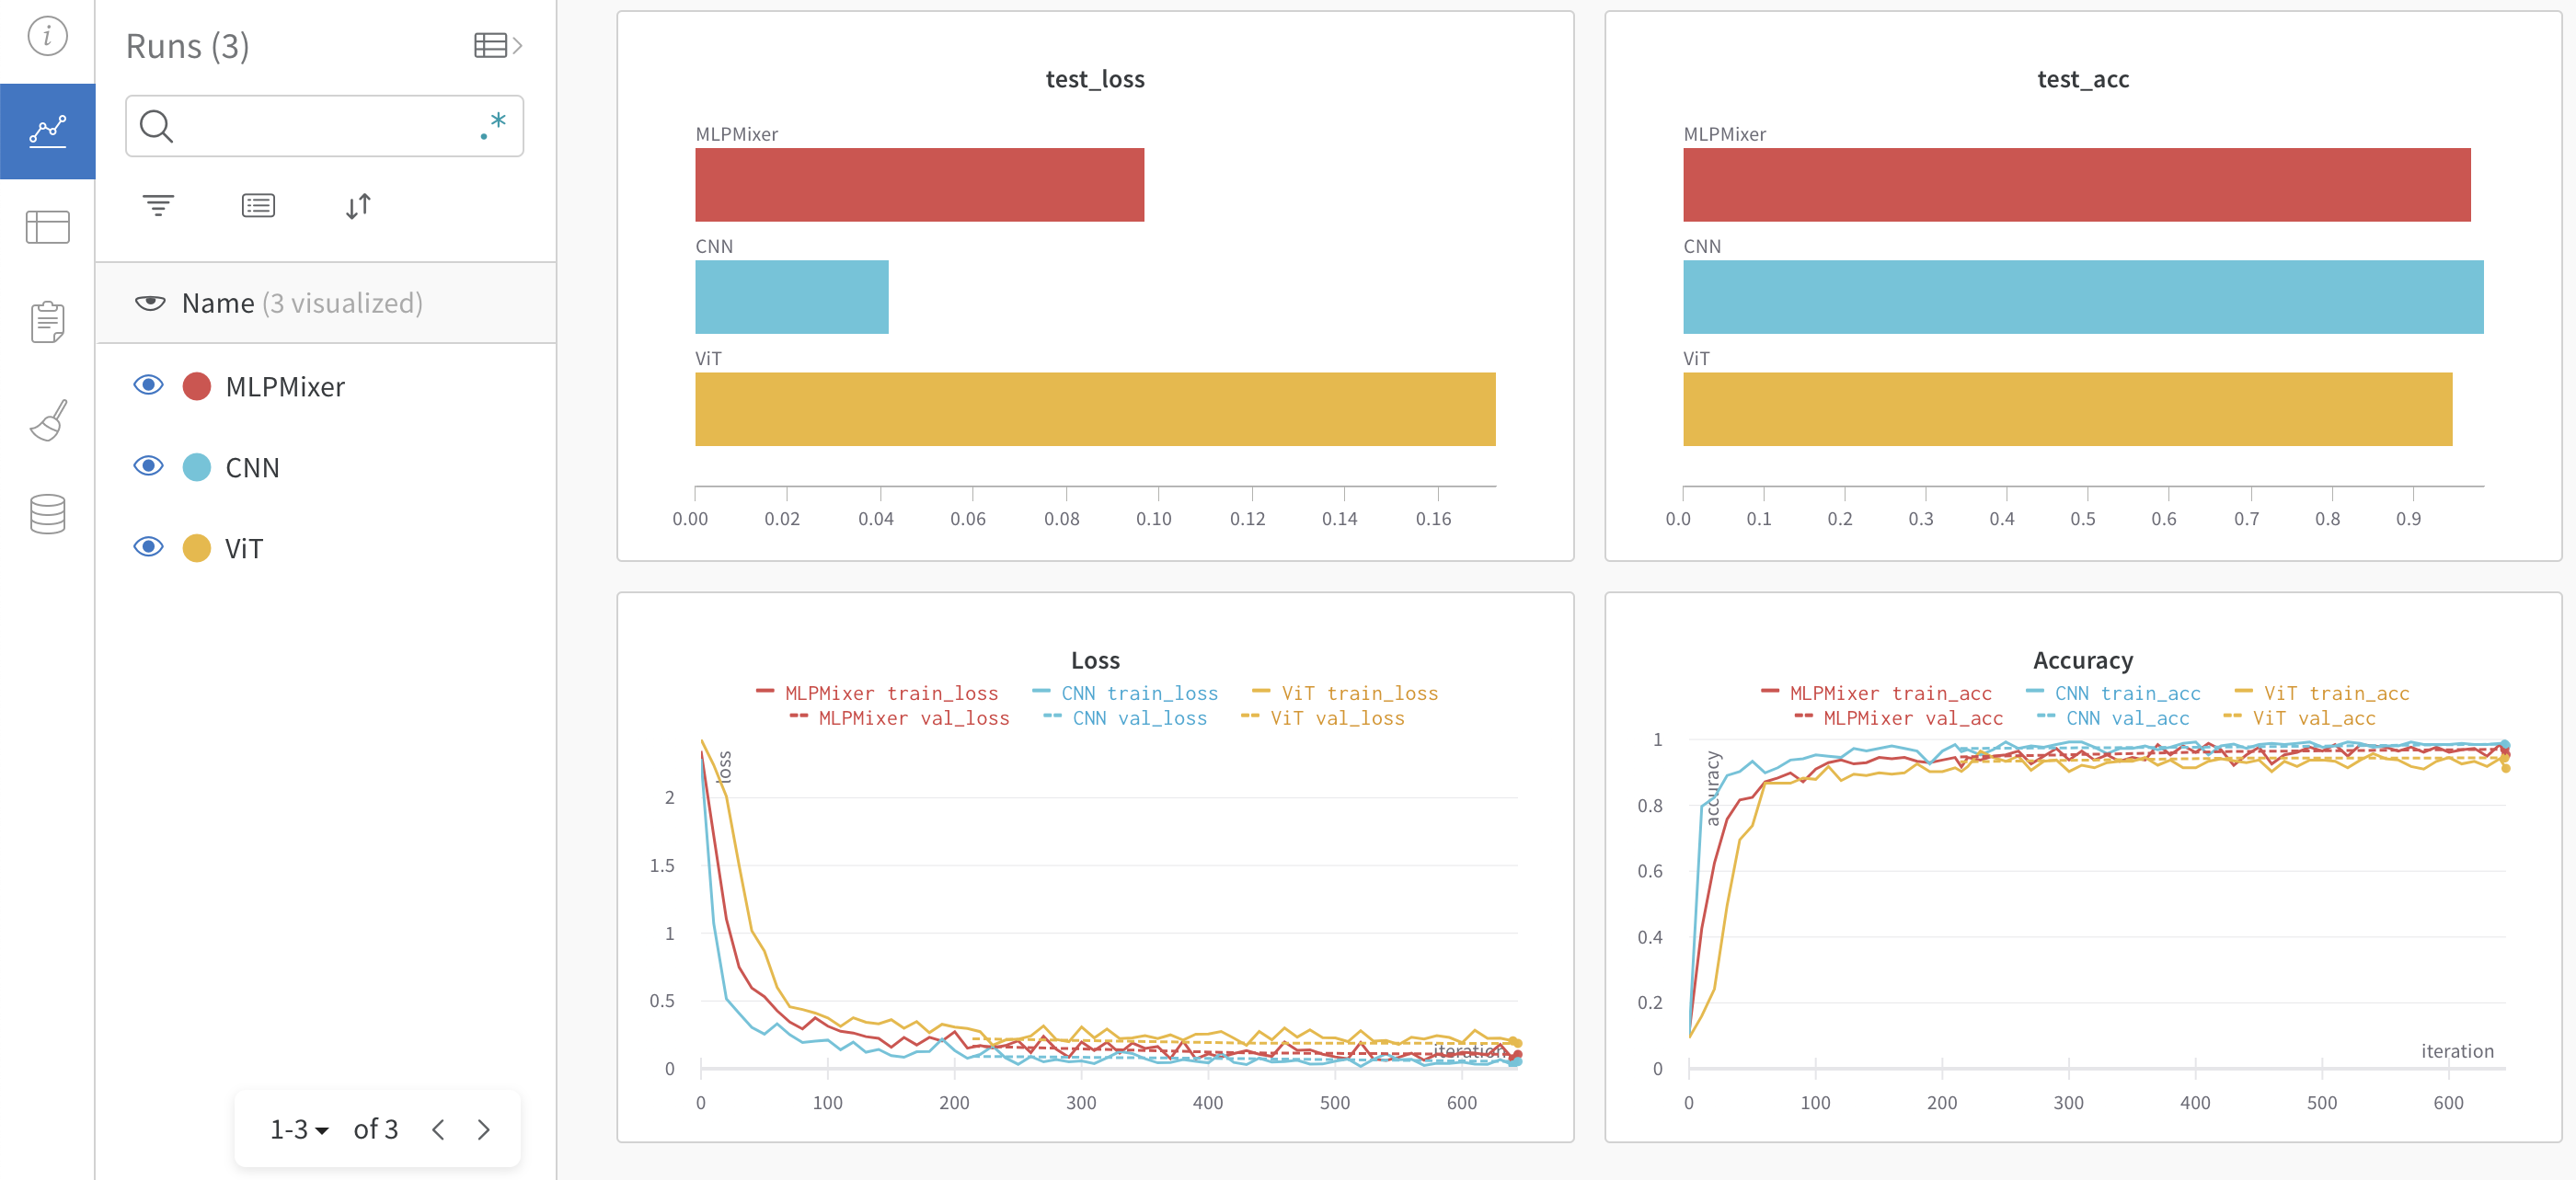 Runs (3)
.*
Name (3 visualized)
MLPMixer
CNN
ViT
1-3 of 3
test_loss
MLPMixer
CNN
ViT
0.00 0.02 0.04 0.06 0.08 0.10 0.12 0.14 0.16
test_acc
MLPMixer
CNN
ViT
0.0 0.1 0.2 0.3 0.4 0.5 0.6 0.7 0.8 0.9
Loss
MLPMixer train_loss CNN train_loss ViT train_loss
MLPMixer val_loss CNN val_loss ViT val_loss
loss
2
1.5
1
0.5
0
iteration
0 100 200 300 400 500 600
Accuracy
MLPMixer train_acc CNN train_acc ViT train_acc
MLPMixer val_acc CNN val_acc ViT val_acc
accuracy
1
0.8
0.6
0.4
0.2
0
iteration
0 100 200 300 400 500 600